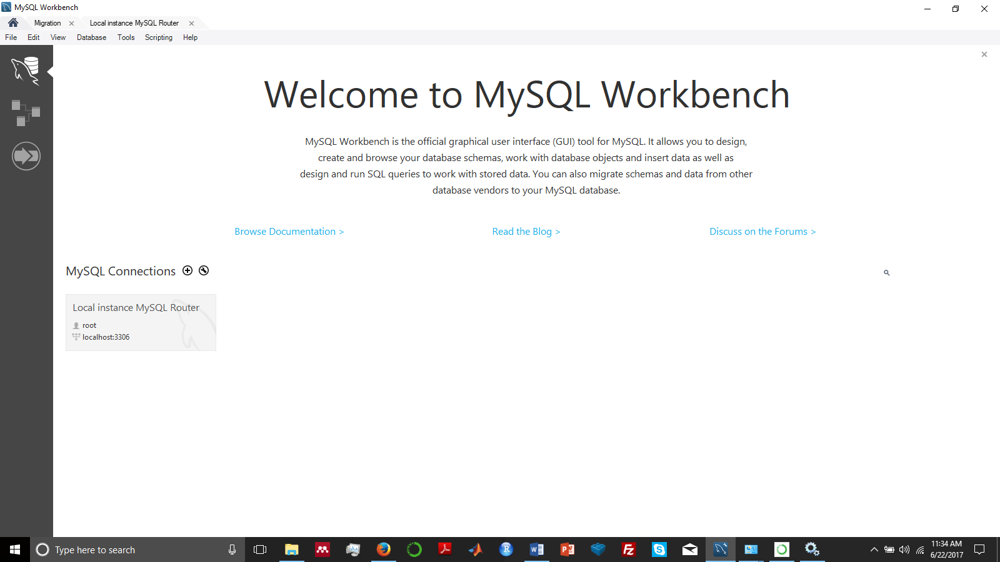 MySQL Workbench
Migration
Local instance MySQL Router
File Edit View Database Tools Scripting Help
Welcome to MySQL Workbench
MySQL Workbench is the official graphical user interface (GUI) tool for MySQL. It allows you to design,
create and browse your database schemas, work with database objects and insert data as well as
design and run SQL queries to work with stored data. You can also migrate schemas and data from other
database vendors to your MySQL database.
Browse Documentation > Read the Blog > Discuss on the Forums >
MySQL Connections
Local instance MySQL Router
root
localhost:3306
Type here to search
11:34 AM
6/22/2017